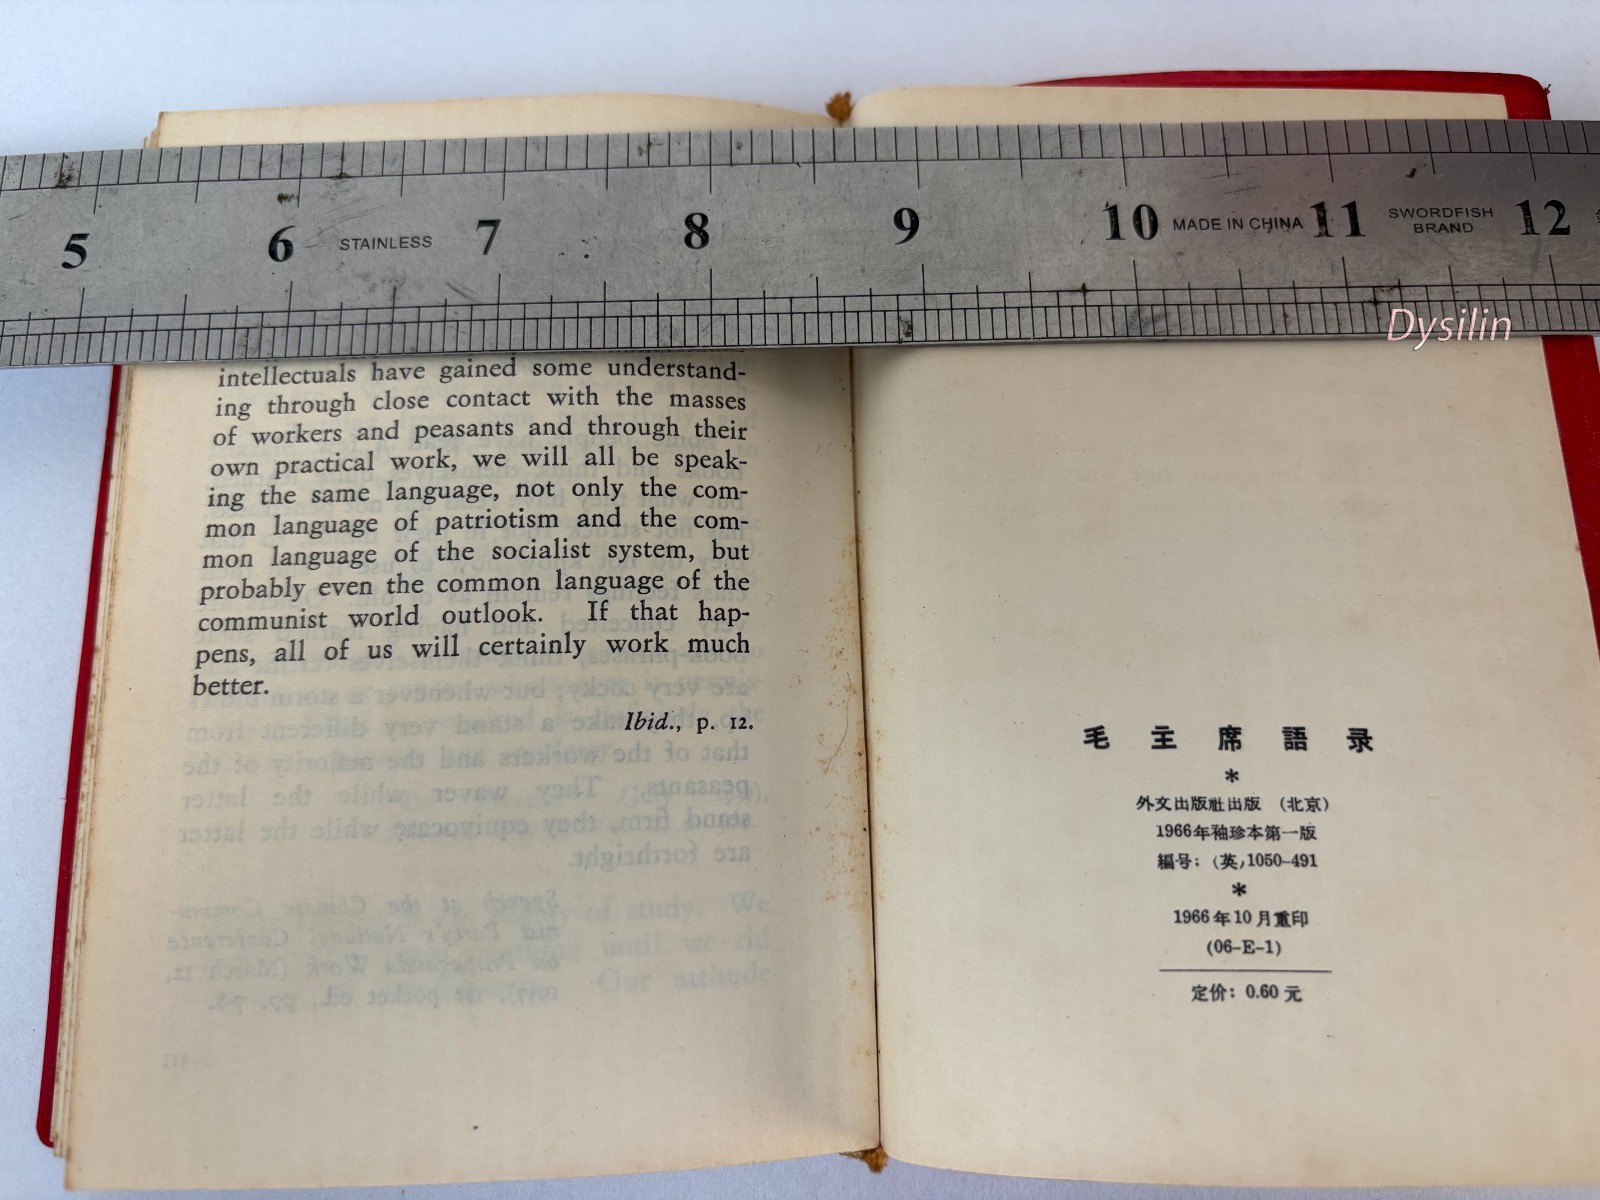 5 6 STAINLESS 7 8 9 10 MADE IN CHINA 11 SWORDFISH BRAND 12
Dysilin
intellectuals have gained some understand-
ing through close contact with the masses
of workers and peasants and through their
own practical work, we will all be speak-
ing the same language, not only the com-
mon language of patriotism and the com-
mon language of the socialist system, but
probably even the common language of the
communist world outlook. If that hap-
pens, all of us will certainly work much
better.
Ibid., p. 12.
毛主席語录
*
外文出版社出版 (北京)
1966年袖珍本第一版
編号: (英)1050-491
*
1966年10月重印
(06-E-1)
定价: 0.60元